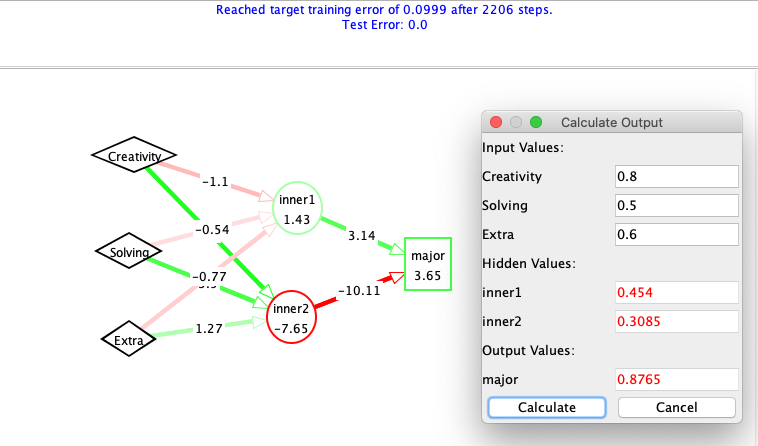 Reached target training error of 0.0999 after 2206 steps.
Test Error: 0.0
Creativity
-1.1
inner1
1.43
-0.54
3.14
major
3.65
Solving
-0.77
-10.11
inner2
-7.65
Extra
1.27
Calculate Output
Input Values:
Creativity 0.8
Solving 0.5
Extra 0.6
Hidden Values:
inner1 0.454
inner2 0.3085
Output Values:
major 0.8765
Calculate Cancel